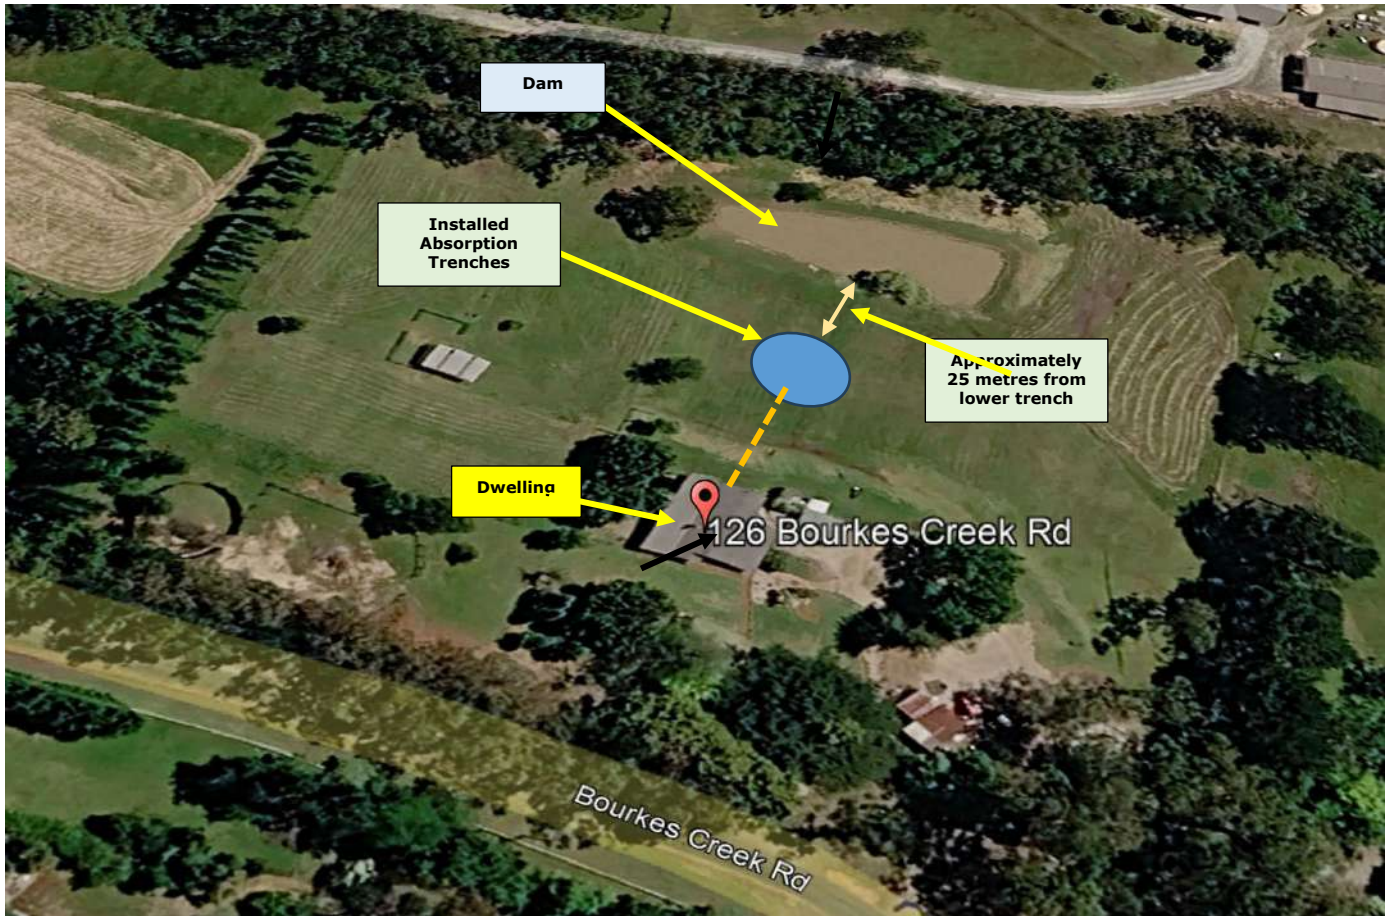 Dam
Installed
Absorption
Trenches
Approximately
25 metres from
lower trench
Dwelling
126 Bourkes Creek Rd
Bourkes Creek Rd